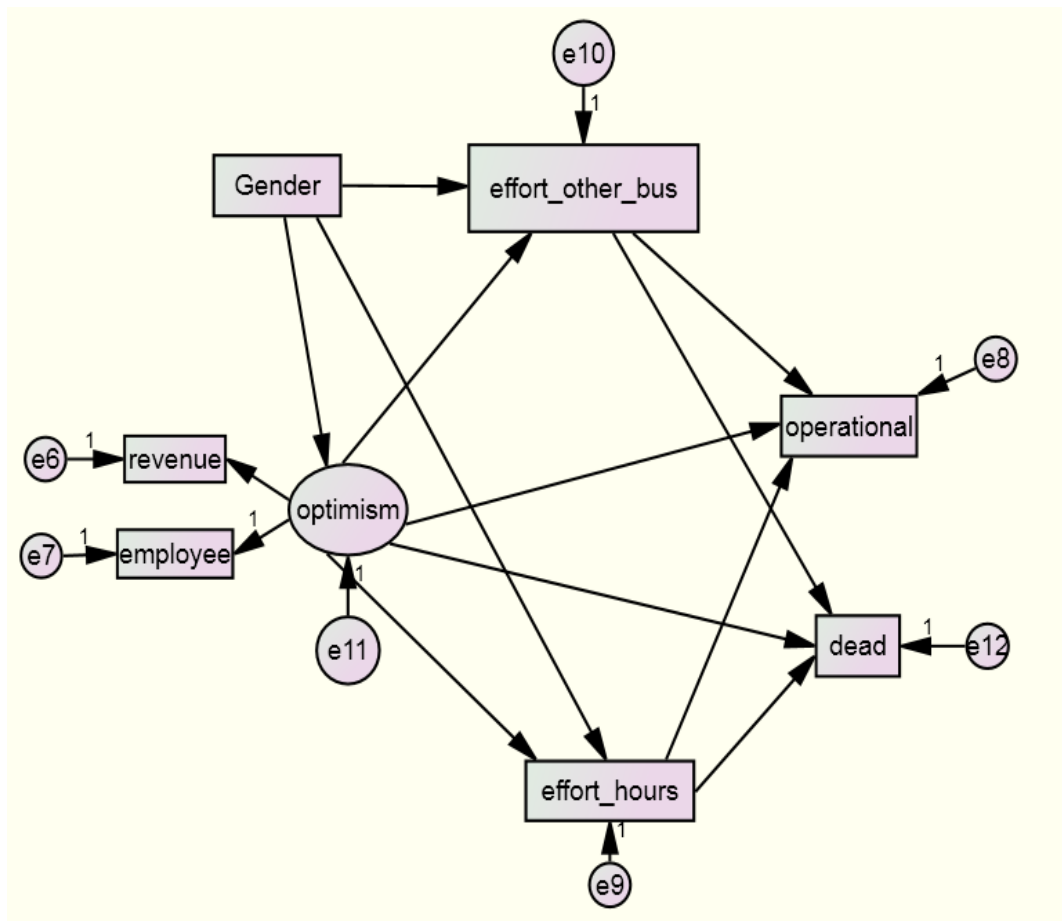 e10
1
Gender
effort_other_bus
e8
1
operational
e6
1
revenue
optimism
1
e7
1
employee
1
e11
dead
1
e12
effort_hours
1
e9